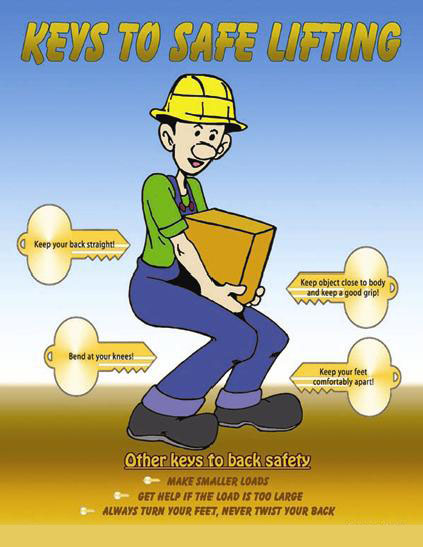 KEYS TO SAFE LIFTING
Keep your back straight!
Keep object close to body
and keep a good grip!
Bend at your knees!
Keep your feet
comfortably apart!
Other keys to back safety
MAKE SMALLER LOADS
GET HELP IF THE LOAD IS TOO LARGE
ALWAYS TURN YOUR FEET, NEVER TWIST YOUR BACK